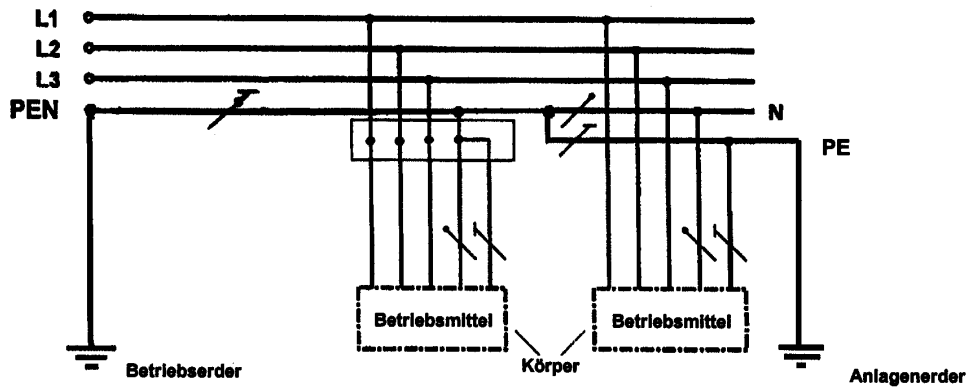 L1
L2
L3
PEN
N
PE
Betriebsmittel
Betriebsmittel
Körper
Betriebserder
Anlagenerder